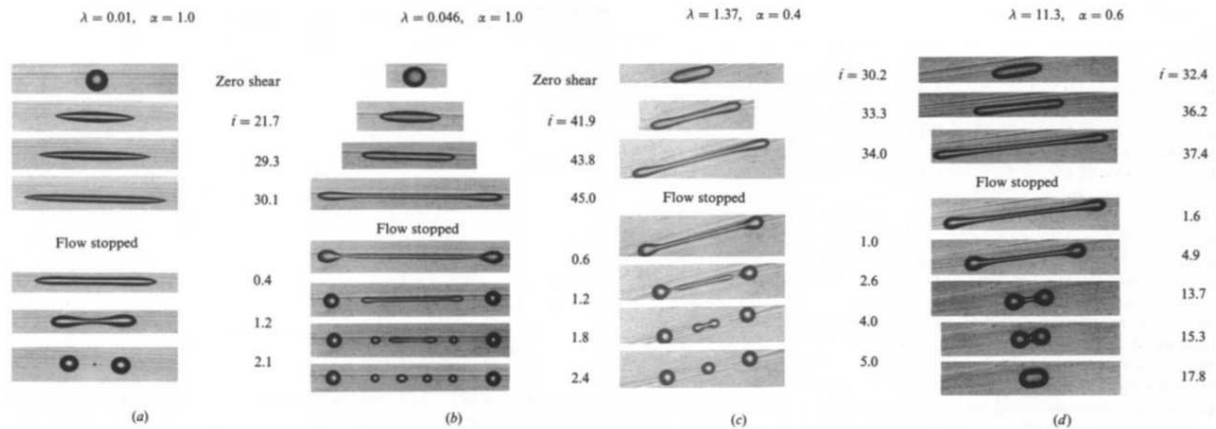 λ = 0.01, α = 1.0
Zero shear
t̄ = 21.7
29.3
30.1
Flow stopped
0.4
1.2
2.1
(a)
λ = 0.046, α = 1.0
Zero shear
t̄ = 41.9
43.8
45.0
Flow stopped
0.6
1.2
1.8
2.4
(b)
λ = 1.37, α = 0.4
t̄ = 30.2
33.3
34.0
Flow stopped
1.0
2.6
4.0
5.0
(c)
λ = 11.3, α = 0.6
t̄ = 32.4
36.2
37.4
Flow stopped
1.6
4.9
13.7
15.3
17.8
(d)